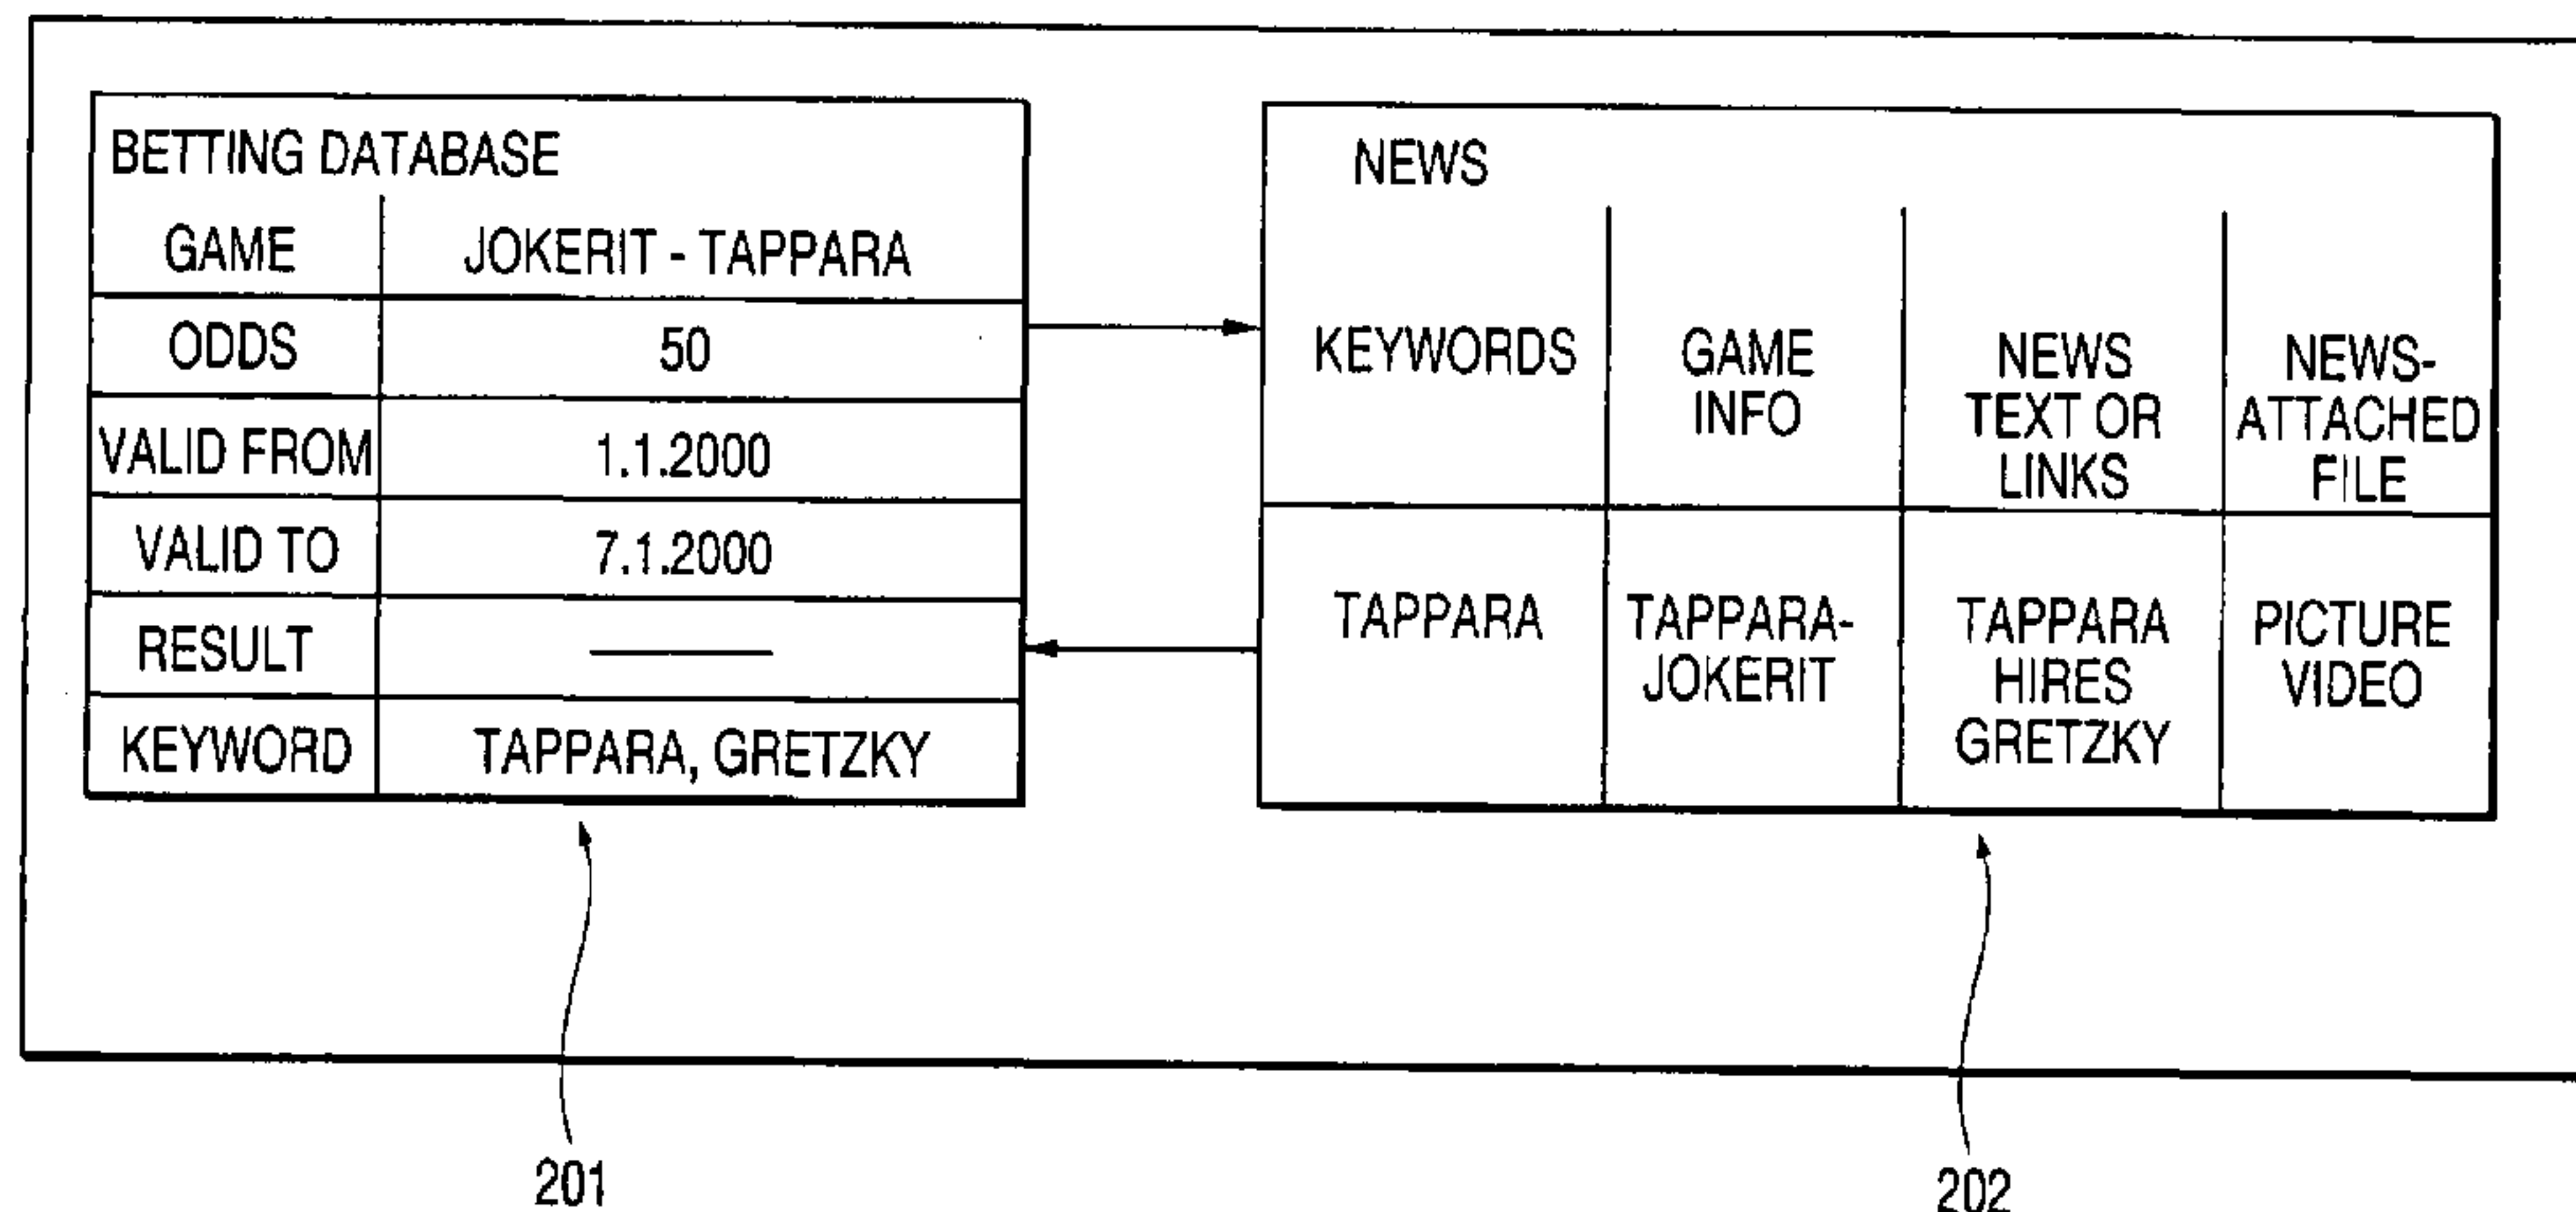 BETTING DATABASE
GAME JOKERIT - TAPPARA
ODDS 50
VALID FROM 1.1.2000
VALID TO 7.1.2000
RESULT ———
KEYWORD TAPPARA, GRETZKY
201
NEWS
KEYWORDS
GAME
INFO
NEWS
TEXT OR
LINKS
NEWS-
ATTACHED
FILE
TAPPARA
TAPPARA-
JOKERIT
TAPPARA
HIRES
GRETZKY
PICTURE
VIDEO
202